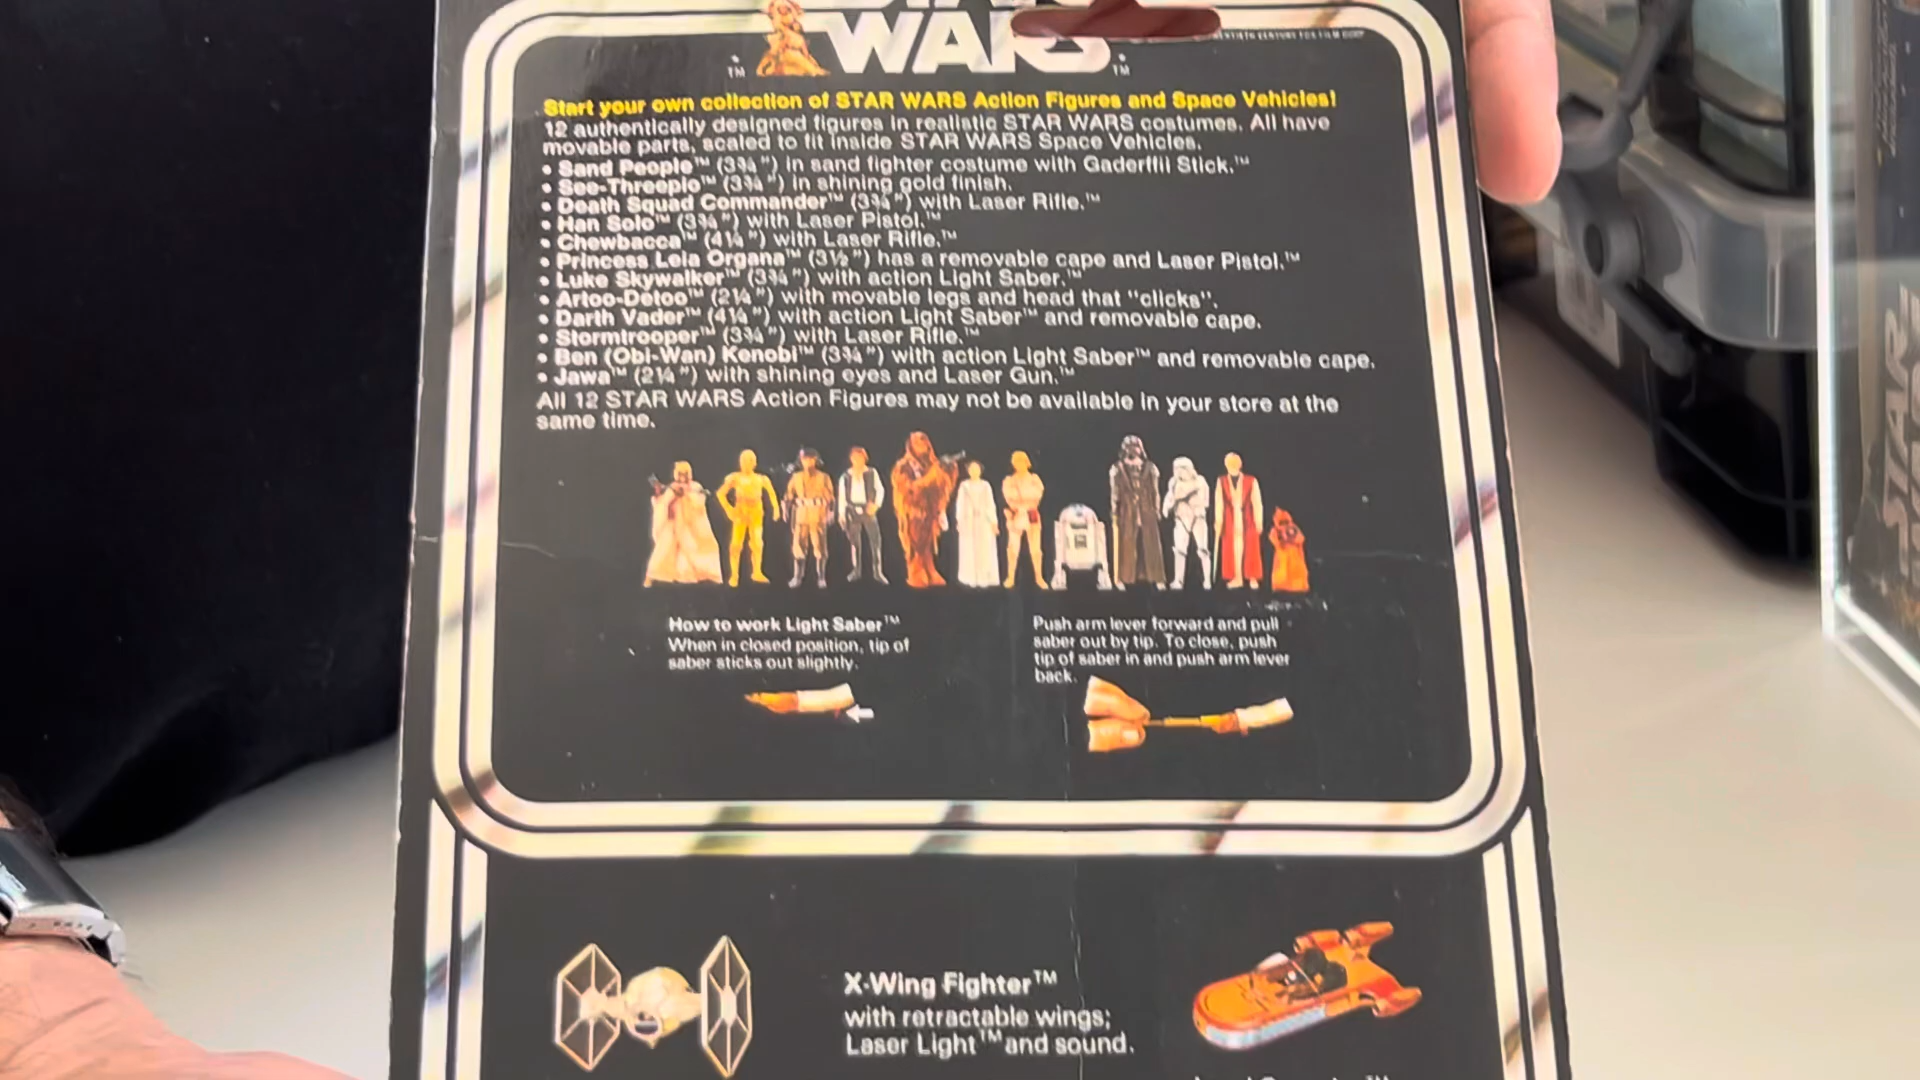 STAR
WARS
TM
TM
Start your own collection of STAR WARS Action Figures and Space Vehicles!
12 authentically designed figures in realistic STAR WARS costumes. All have
movable parts, scaled to fit inside STAR WARS Space Vehicles.
• Sand People™ (3¾") in sand fighter costume with Gaderffii Stick.™
• See-Threepio™ (3¾") in shining gold finish.
• Death Squad Commander™ (3¾") with Laser Rifle.™
• Han Solo™ (3¾") with Laser Pistol.™
• Chewbacca™ (4¼") with Laser Rifle.™
• Princess Leia Organa™ (3½") has a removable cape and Laser Pistol.™
• Luke Skywalker™ (3¾") with action Light Saber.™
• Artoo-Detoo™ (2¼") with movable legs and head that "clicks".
• Darth Vader™ (4¼") with action Light Saber™ and removable cape.
• Stormtrooper™ (3¾") with Laser Rifle.™
• Ben (Obi-Wan) Kenobi™ (3¾") with action Light Saber™ and removable cape.
• Jawa™ (2¼") with shining eyes and Laser Gun.™
All 12 STAR WARS Action Figures may not be available in your store at the
same time.
How to work Light Saber™
When in closed position, tip of
saber sticks out slightly.
Push arm lever forward and pull
saber out by tip. To close, push
tip of saber in and push arm lever
back.
X-Wing Fighter™
with retractable wings;
Laser Light™ and sound.
STAR
WARS